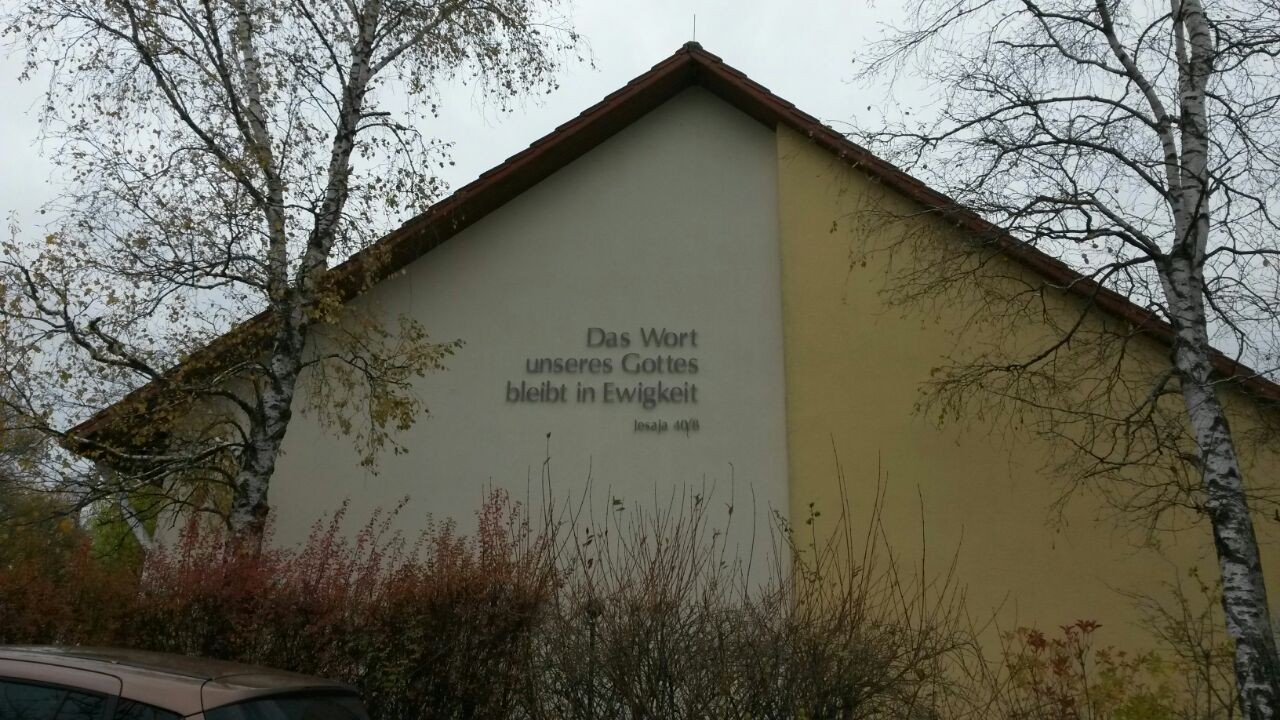 Das Wort
unseres Gottes
bleibt in Ewigkeit
Jesaja 40/8